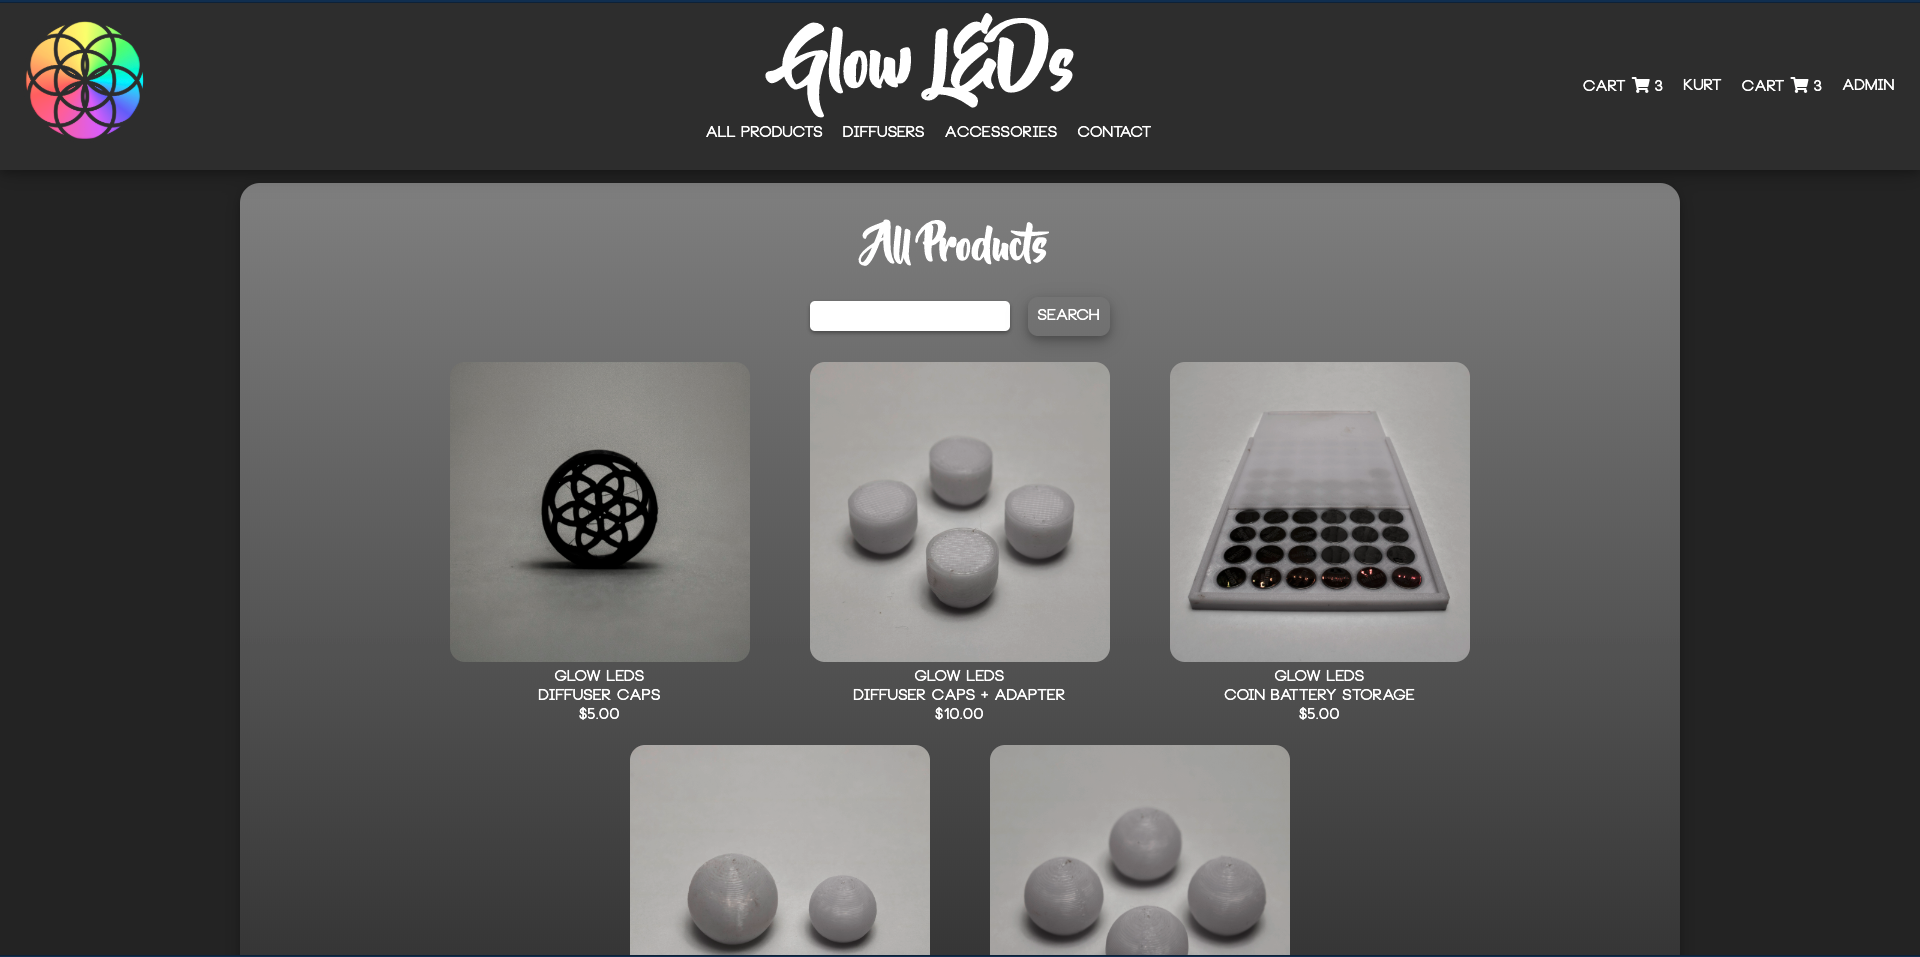 Glow LEDs
CART 3 KURT CART 3 ADMIN
ALL PRODUCTS DIFFUSERS ACCESSORIES CONTACT
All Products
SEARCH
GLOW LEDS
DIFFUSER CAPS
$5.00
GLOW LEDS
DIFFUSER CAPS + ADAPTER
$10.00
GLOW LEDS
COIN BATTERY STORAGE
$5.00